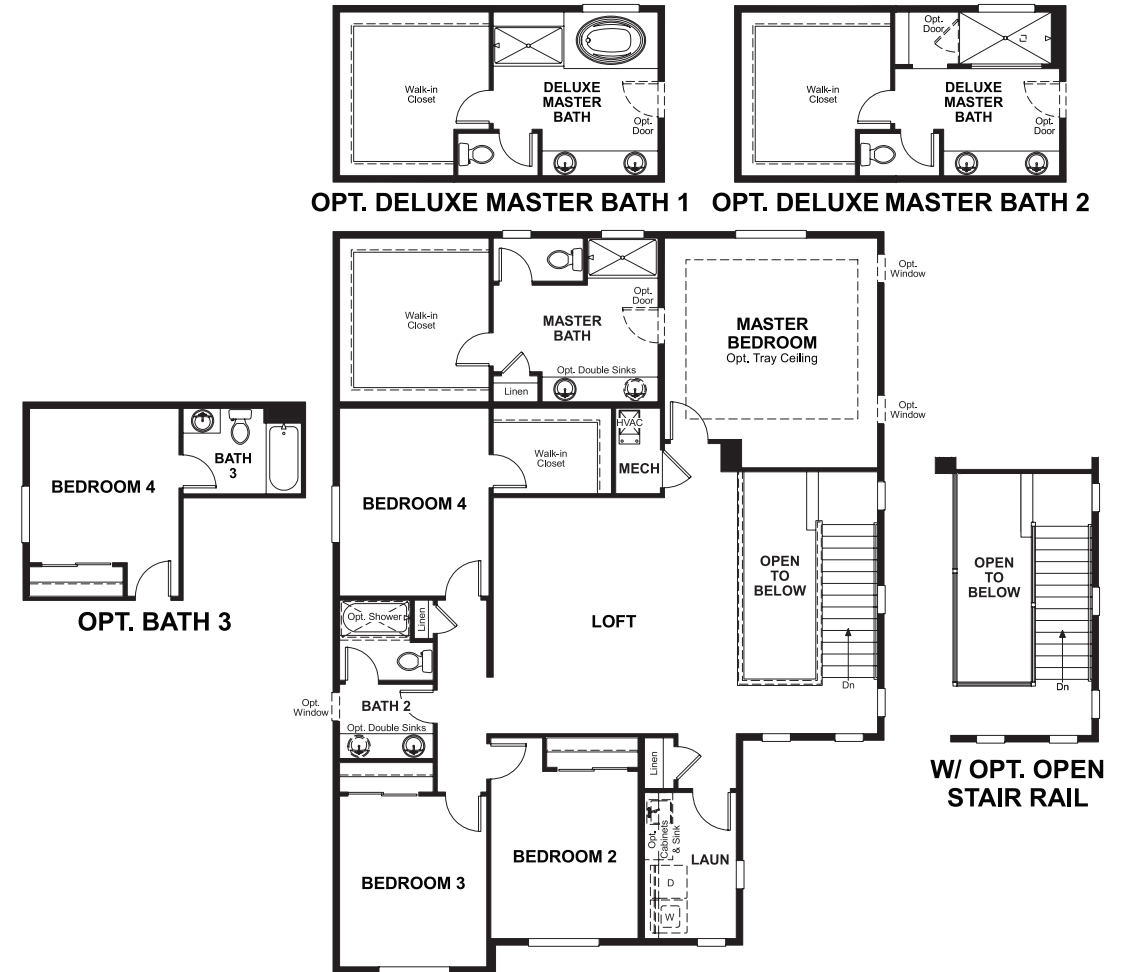 Walk-in
Closet
DELUXE
MASTER
BATH
Opt.
Door
OPT. DELUXE MASTER BATH 1
Opt.
Door
Walk-in
Closet
DELUXE
MASTER
BATH
Opt.
Door
OPT. DELUXE MASTER BATH 2
Walk-in
Closet
MASTER
BATH
Opt.
Door
Opt. Double Sinks
Linen
MASTER
BEDROOM
Opt. Tray Ceiling
Opt.
Window
Opt.
Window
BEDROOM 4
BATH
3
OPT. BATH 3
BEDROOM 4
Walk-in
Closet
HVAC
MECH
OPEN
TO
BELOW
Dn
LOFT
Opt. Shower
Linen
BATH 2
Opt.
Window
Opt. Double Sinks
BEDROOM 3
BEDROOM 2
Linen
Opt.
Cabinets
& Sink
LAUN
D
W
OPEN
TO
BELOW
Dn
W/ OPT. OPEN
STAIR RAIL